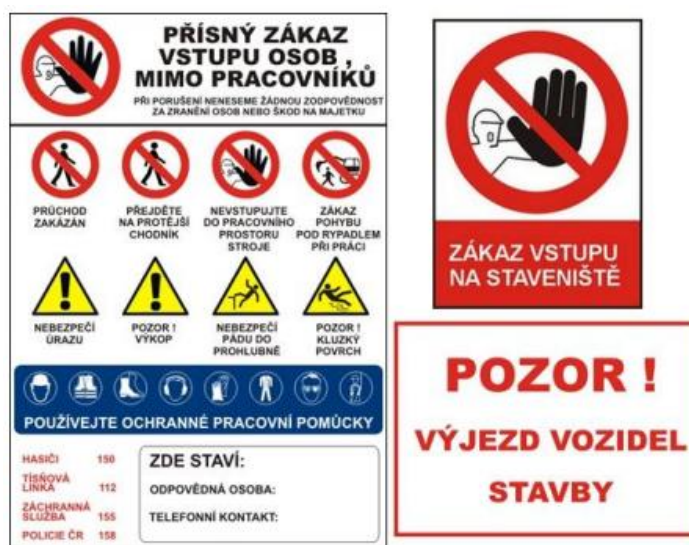 PŘÍSNÝ ZÁKAZ
VSTUPU OSOB ,
MIMO PRACOVNÍKŮ
PŘI PORUŠENÍ NENESEME ŽÁDNOU ZODPOVĚDNOST
ZA ZRANĚNÍ OSOB NEBO ŠKOD NA MAJETKU
PRŮCHOD
ZAKÁZÁN
PŘEJDĚTE
NA PROTĚJŠÍ
CHODNÍK
NEVSTUPUJTE
DO PRACOVNÍHO
PROSTORU
STROJE
ZÁKAZ
POHYBU
POD RYPADLEM
PŘI PRÁCI
NEBEZPEČÍ
ÚRAZU
POZOR !
VÝKOP
NEBEZPEČÍ
PÁDU DO
PROHLUBNĚ
POZOR !
KLUZKÝ
POVRCH
POUŽÍVEJTE OCHRANNÉ PRACOVNÍ POMŮCKY
HASIČI 150
TÍSŇOVÁ
LINKA 112
ZÁCHRANNÁ
SLUŽBA 155
POLICIE ČR 158
ZDE STAVÍ:
ODPOVĚDNÁ OSOBA:
TELEFONNÍ KONTAKT:
ZÁKAZ VSTUPU
NA STAVENIŠTĚ
POZOR !
VÝJEZD VOZIDEL
STAVBY